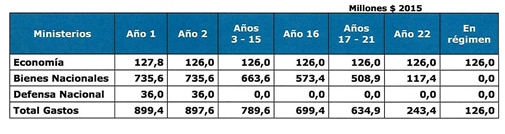 Millones $ 2015
Ministerios Año 1 Año 2 Años 3 - 15 Año 16 Años 17 - 21 Año 22 En régimen
Economía 127,8 126,0 126,0 126,0 126,0 126,0 126,0
Bienes Nacionales 735,6 735,6 663,6 573,4 508,9 117,4 0,0
Defensa Nacional 36,0 36,0 0,0 0,0 0,0 0,0 0,0
Total Gastos 899,4 897,6 789,6 699,4 634,9 243,4 126,0